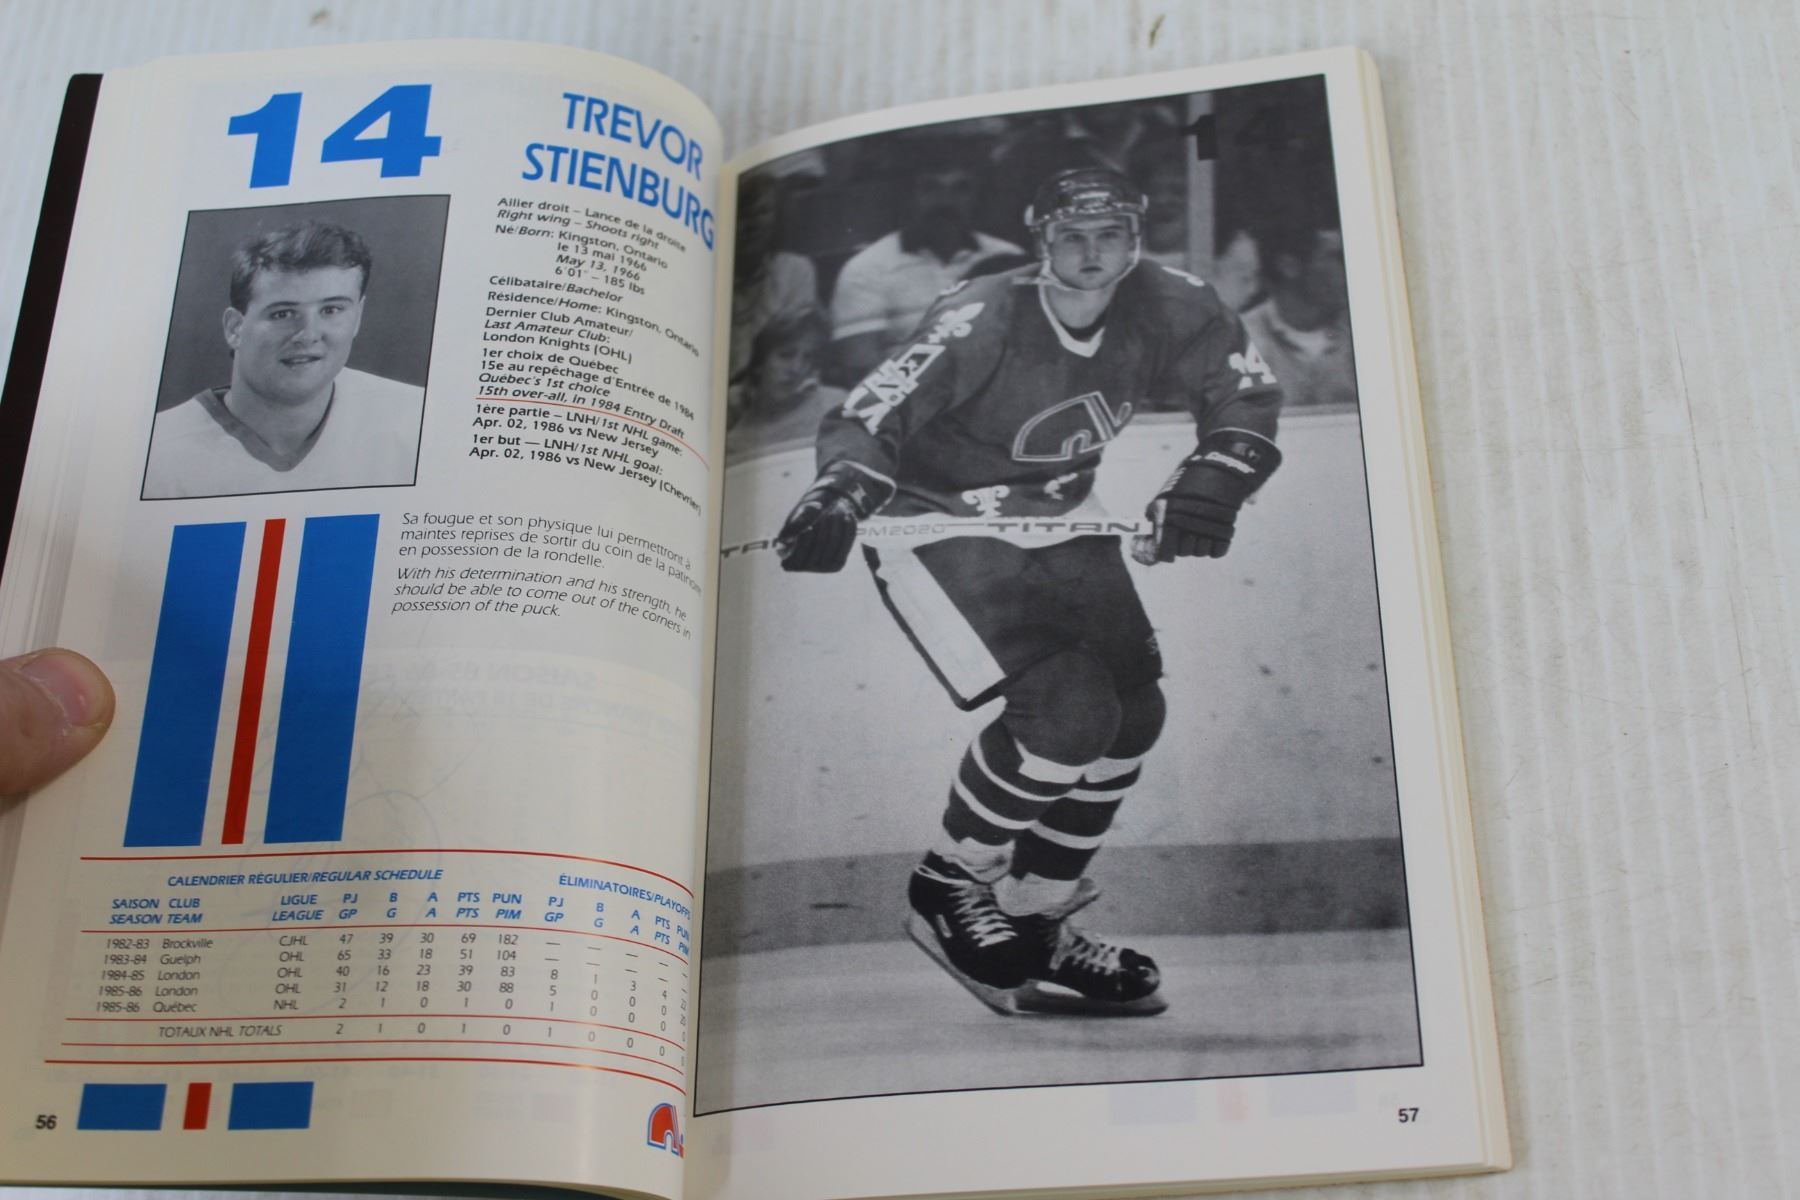 14
TREVOR
STIENBURG
Ailier droit – Lance de la droite
Right wing – Shoots right
Né/Born: Kingston, Ontario
le 13 mai 1966
May 13, 1966
6'01" – 185 lbs
Célibataire/Bachelor
Résidence/Home: Kingston, Ontario
Dernier Club Amateur/
Last Amateur Club:
London Knights (OHL)
1er choix de Québec
15e au repêchage d'Entrée de 1984
Québec's 1st choice
15th over-all, in 1984 Entry Draft
1ère partie – LNH/1st NHL game:
Apr. 02, 1986 vs New Jersey
1er but — LNH/1st NHL goal:
Apr. 02, 1986 vs New Jersey (Chevrier)
Sa fougue et son physique lui permettront à
maintes reprises de sortir du coin de la patinoire
en possession de la rondelle.
With his determination and his strength, he
should be able to come out of the corners in
possession of the puck.
CALENDRIER RÉGULIER/REGULAR SCHEDULE ÉLIMINATOIRES/PLAYOFFS
SAISON CLUB LIGUE PJ B A PTS PUN PJ B A PTS PUN
SEASON TEAM LEAGUE GP G A PTS PIM GP G A PTS PIM
1982-83 Brockville CJHL 47 39 30 69 182 — — — — —
1983-84 Guelph OHL 65 33 18 51 104 — — — — —
1984-85 London OHL 40 16 23 39 83 8 1 3 4 22
1985-86 London OHL 31 12 18 30 88 5 0 0 0 20
1985-86 Québec NHL 2 1 0 1 0 1 0 0 0 0
TOTAUX NHL TOTALS 2 1 0 1 0 1 0 0 0 0
56
14
Cooper
PM2020 TITAN
57